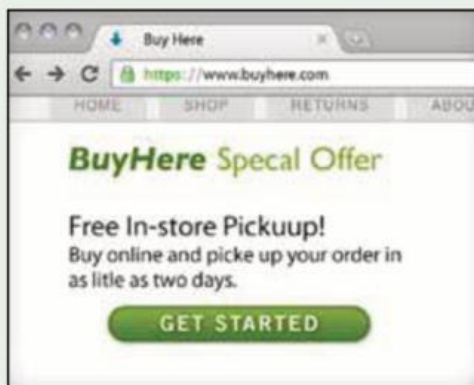 Buy Here
https://www.buyhere.com
HOME SHOP RETURNS ABOU
BuyHere Specal Offer
Free In-store Pickuup!
Buy online and picke up your order in
as litle as two days.
GET STARTED